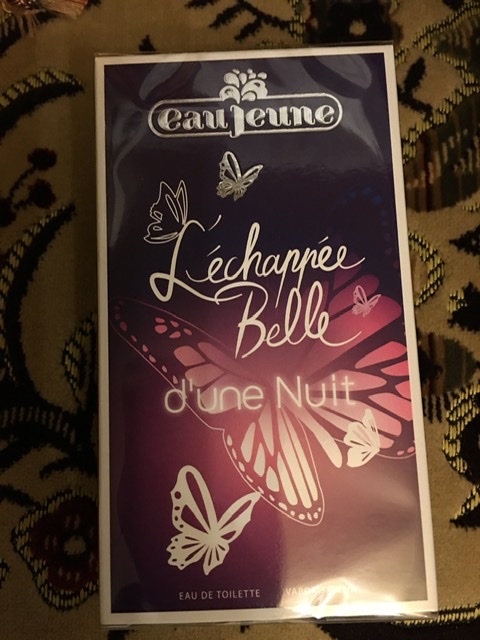 eau jeune
L'échappée
Belle
d'une Nuit
EAU DE TOILETTE